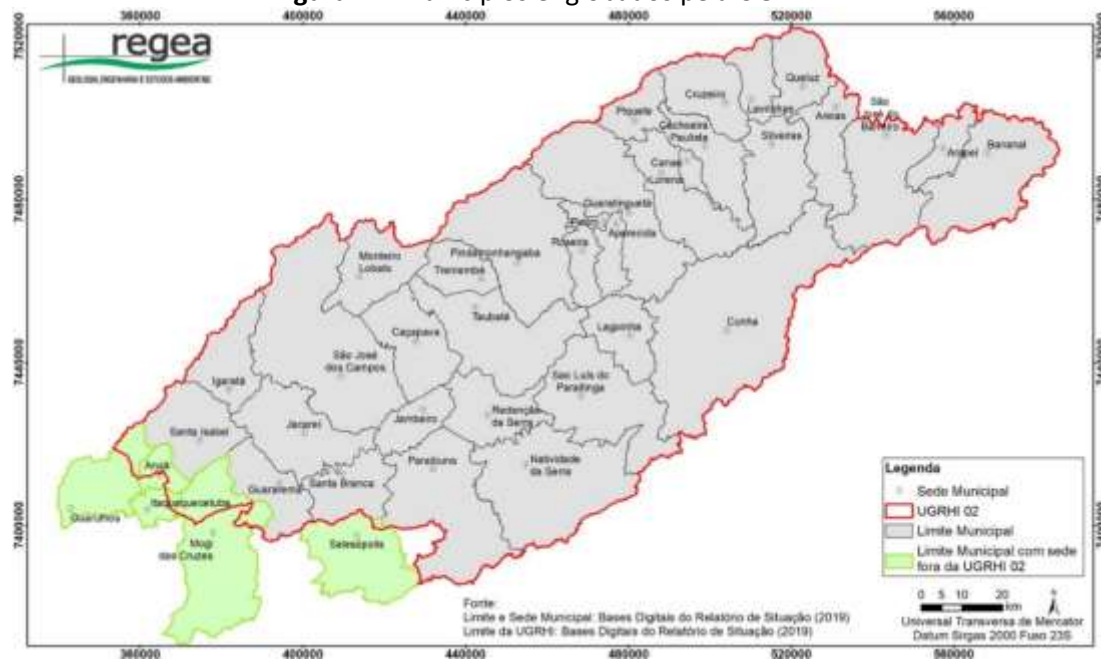 360000 400000 440000 480000 520000 560000
7520000
7480000
7440000
7400000
regea
GEOLOGIA, ENGENHARIA E ESTUDOS AMBIENTAIS
Queluz
Cruzeiro
Lavrinhas
Piquete
Areias
São
José do
Barreiro
Cachoeira
Paulista
Silveiras
Arapeí
Bananal
Canas
Lorena
Guaratinguetá
Potim
Aparecida
Roseira
Pindamonhangaba
Tremembé
Monteiro
Lobato
Taubaté
Caçapava
Lagoinha
Cunha
São José
dos Campos
São Luís do
Paraitinga
Igaratá
Jambeiro
Redenção
da Serra
Jacareí
Santa Isabel
Paraibuna
Natividade
da Serra
Arujá
Santa Branca
Guararema
Itaquaquecetuba
Guarulhos
Mogi
das Cruzes
Salesópolis
Legenda
Sede Municipal
UGRHI 02
Limite Municipal
Limite Municipal com sede
fora da UGRHI 02
0 5 10 20
km
Universal Transversa de Mercator
Datum Sirgas 2000 Fuso 23S
Fonte:
Limite e Sede Municipal: Bases Digitais do Relatório de Situação (2019)
Limite da UGRHI: Bases Digitais do Relatório de Situação (2019)
360000 400000 440000 480000 520000 560000